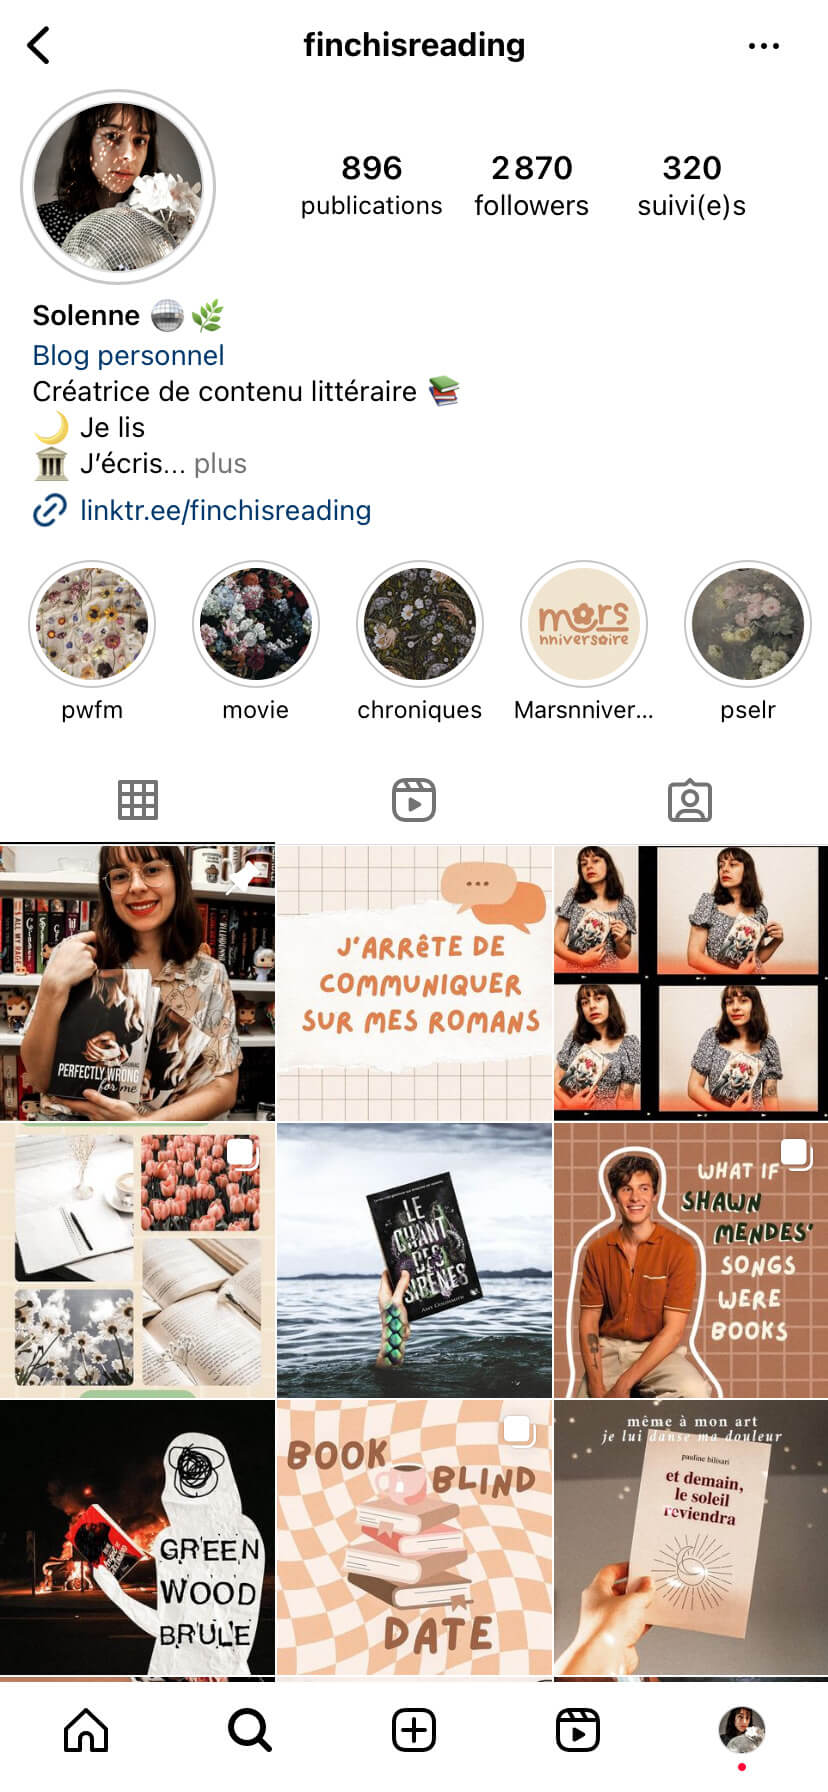 finchisreading
896
publications
2 870
followers
320
suivi(e)s
Solenne
Blog personnel
Créatrice de contenu littéraire
Je lis
J'écris... plus
linktr.ee/finchisreading
mars
nniversaire
pwfm
movie
chroniques
Marsnniver...
pselr
PERFECTLY WRONG
for me
J'ARRÊTE DE
COMMUNIQUER
SUR MES ROMANS
LE
CHANT
DES
SIRÈNES
WHAT IF
SHAWN
MENDES'
SONGS
WERE
BOOKS
GREEN
WOOD
BRULE
BOOK
BLIND
DATE
même à mon art
je lui danse ma douleur
pauline bilisari
et demain,
le soleil
reviendra